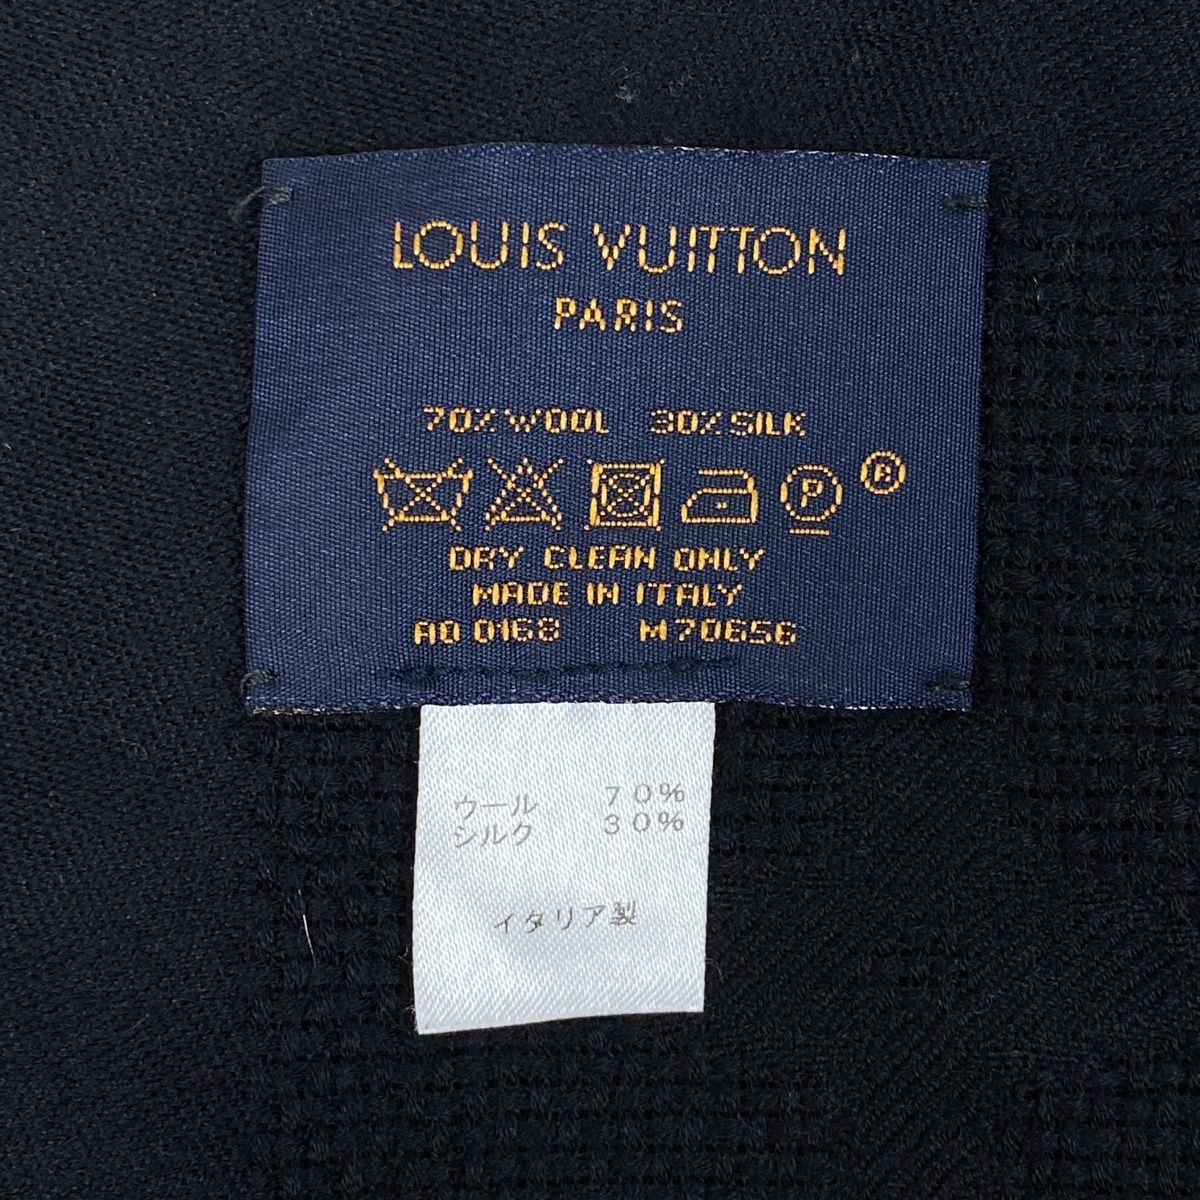 LOUIS VUITTON
PARIS
70% WOOL 30% SILK
P ®
DRY CLEAN ONLY
MADE IN ITALY
AO 0168 M70656
ウール 70%
シルク 30%
イタリア製